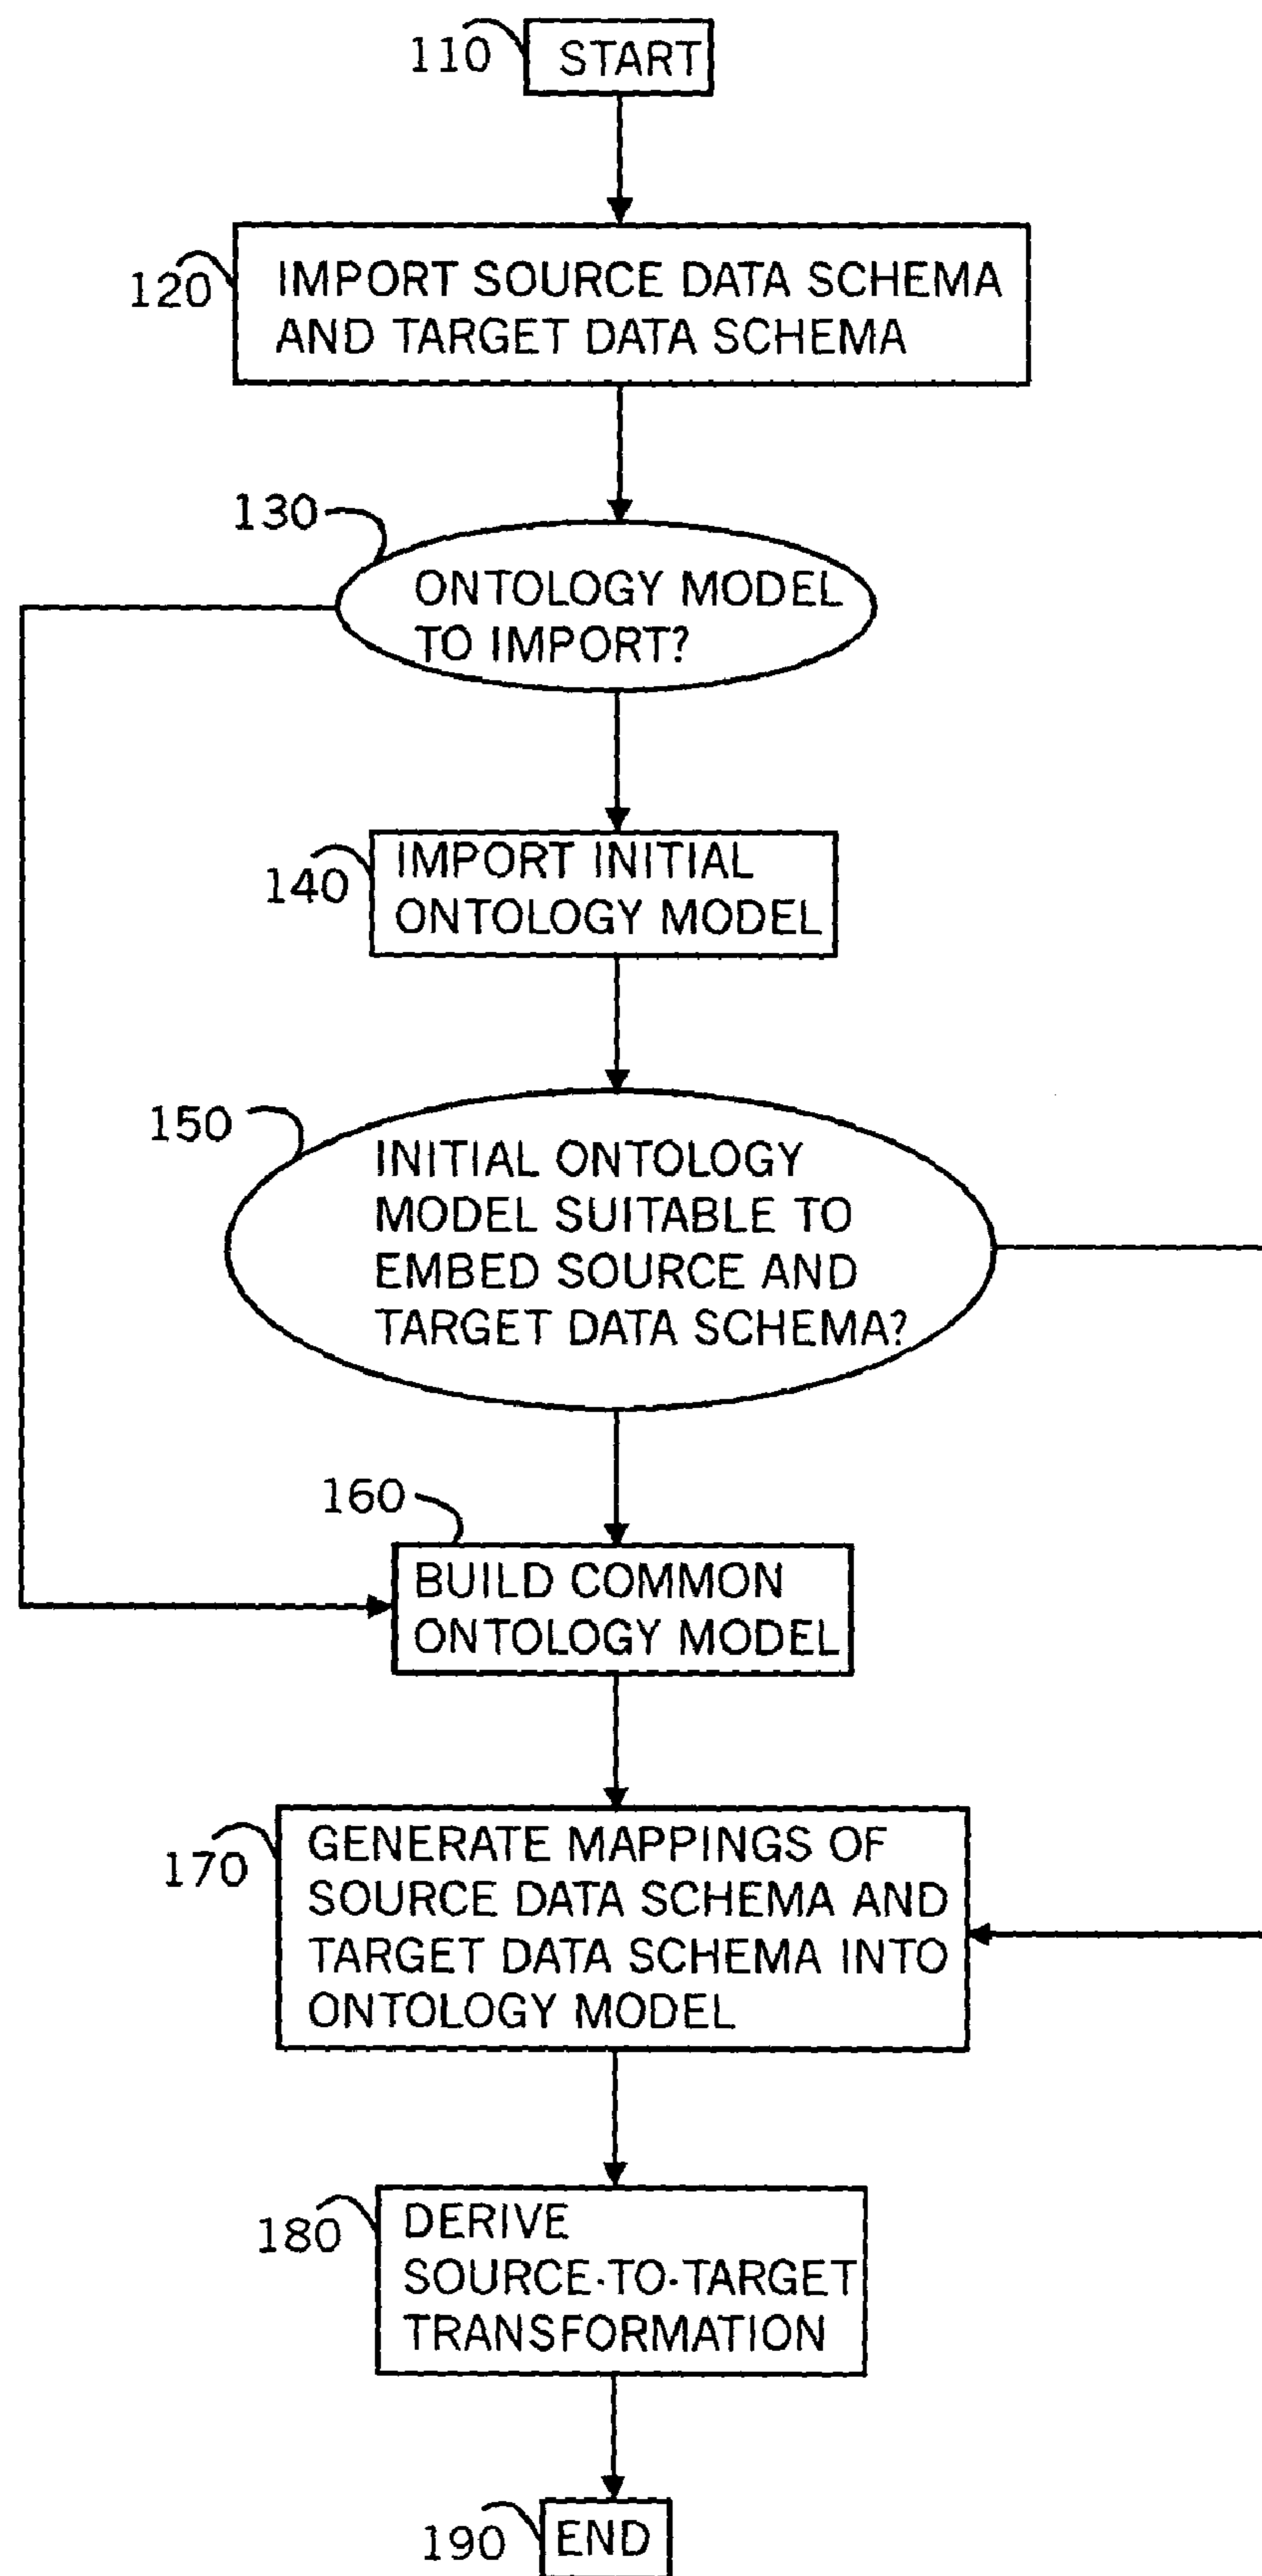 110
START
120
IMPORT SOURCE DATA SCHEMA
AND TARGET DATA SCHEMA
130
ONTOLOGY MODEL
TO IMPORT?
140
IMPORT INITIAL
ONTOLOGY MODEL
150
INITIAL ONTOLOGY
MODEL SUITABLE TO
EMBED SOURCE AND
TARGET DATA SCHEMA?
160
BUILD COMMON
ONTOLOGY MODEL
170
GENERATE MAPPINGS OF
SOURCE DATA SCHEMA AND
TARGET DATA SCHEMA INTO
ONTOLOGY MODEL
180
DERIVE
SOURCE-TO-TARGET
TRANSFORMATION
190
END